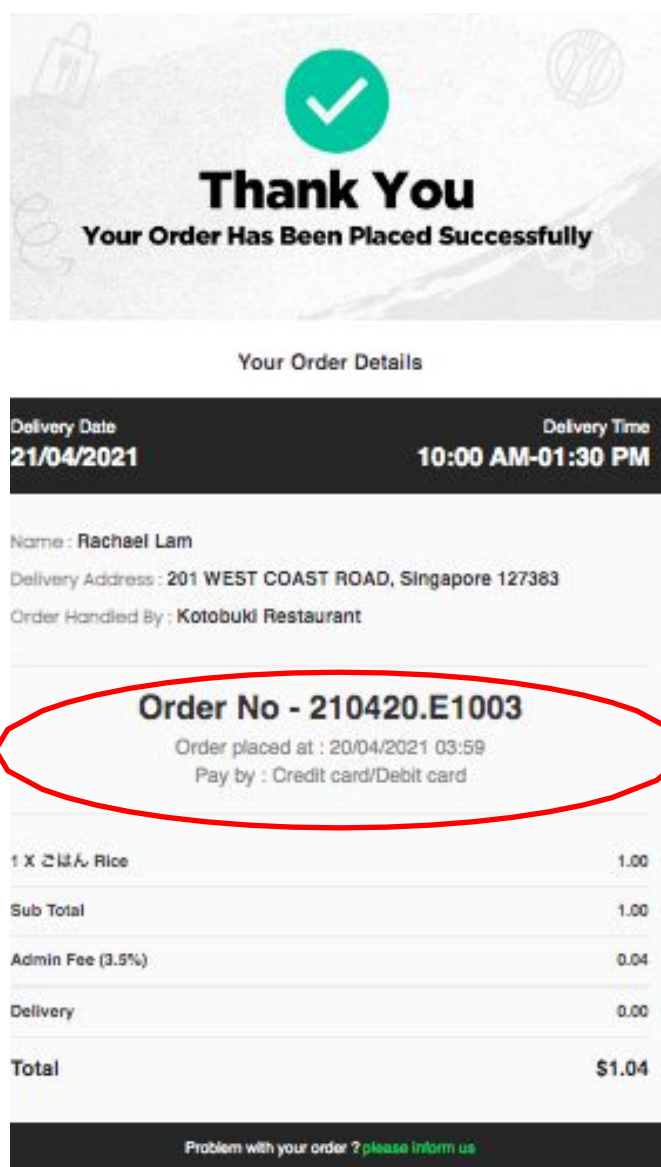 Thank You
Your Order Has Been Placed Successfully
Your Order Details
Delivery Date Delivery Time
21/04/2021 10:00 AM-01:30 PM
Name : Rachael Lam
Delivery Address : 201 WEST COAST ROAD, Singapore 127383
Order Handled By : Kotobuki Restaurant
Order No - 210420.E1003
Order placed at : 20/04/2021 03:59
Pay by : Credit card/Debit card
1 X ごはん Rice 1.00
Sub Total 1.00
Admin Fee (3.5%) 0.04
Delivery 0.00
Total $1.04
Problem with your order ? please inform us